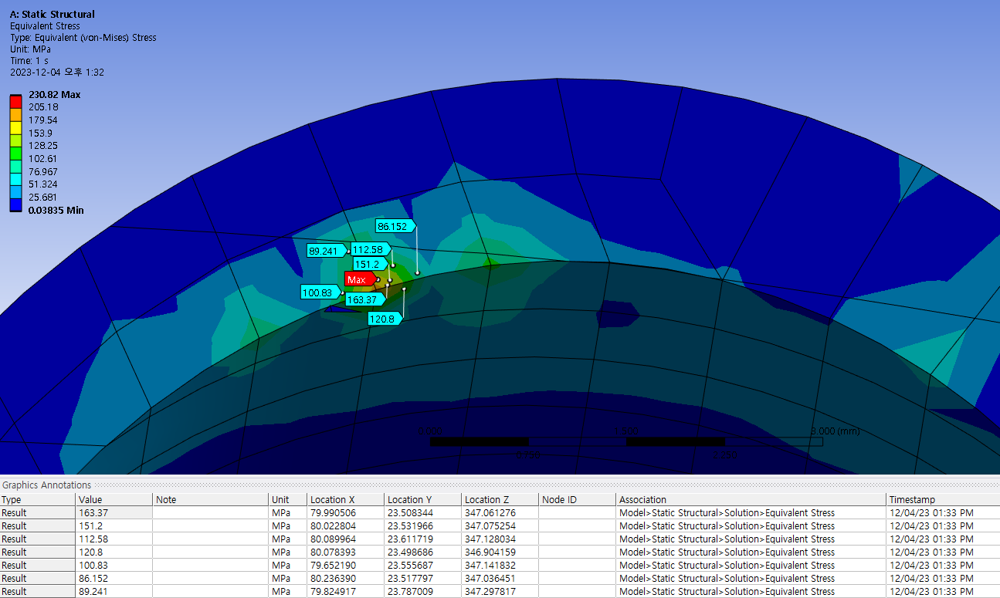 A: Static Structural
Equivalent Stress
Type: Equivalent (von-Mises) Stress
Unit: MPa
Time: 1 s
2023-12-04 오후 1:32
230.82 Max
205.18
179.54
153.9
128.25
102.61
76.967
51.324
25.681
0.03835 Min
86.152
89.241
112.58
151.2
Max
100.83
163.37
120.8
0.000 1.500 3.000 (mm)
0.750 2.250
Graphics Annotations
Type Value Note Unit Location X Location Y Location Z Node ID Association Timestamp
Result 163.37 MPa 79.990506 23.508344 347.061276 Model>Static Structural>Solution>Equivalent Stress 12/04/23 01:33 PM
Result 151.2 MPa 80.022804 23.531966 347.075254 Model>Static Structural>Solution>Equivalent Stress 12/04/23 01:33 PM
Result 112.58 MPa 80.089964 23.611719 347.128034 Model>Static Structural>Solution>Equivalent Stress 12/04/23 01:33 PM
Result 120.8 MPa 80.078393 23.498686 346.904159 Model>Static Structural>Solution>Equivalent Stress 12/04/23 01:33 PM
Result 100.83 MPa 79.652190 23.555687 347.141832 Model>Static Structural>Solution>Equivalent Stress 12/04/23 01:33 PM
Result 86.152 MPa 80.236390 23.517797 347.036451 Model>Static Structural>Solution>Equivalent Stress 12/04/23 01:33 PM
Result 89.241 MPa 79.824917 23.787009 347.297817 Model>Static Structural>Solution>Equivalent Stress 12/04/23 01:33 PM